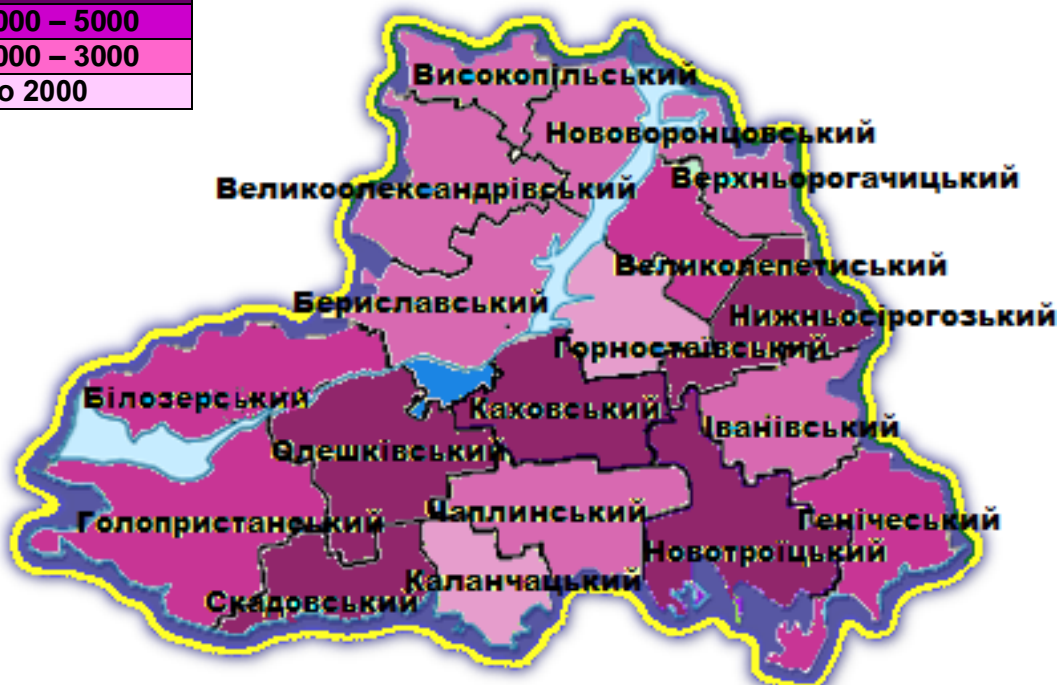 000 – 5000
000 – 3000
о 2000
Високопільський
Нововоронцовський
Верхньорогачицький
Великоолександрівський
Великолепетиський
Бериславський
Нижньосірогозький
Горностаївський
Білозерський
Каховський
Іванівський
Олешківський
Чаплинський
Голопристанський
Генічеський
Новотроїцький
Каланчацький
Скадовський